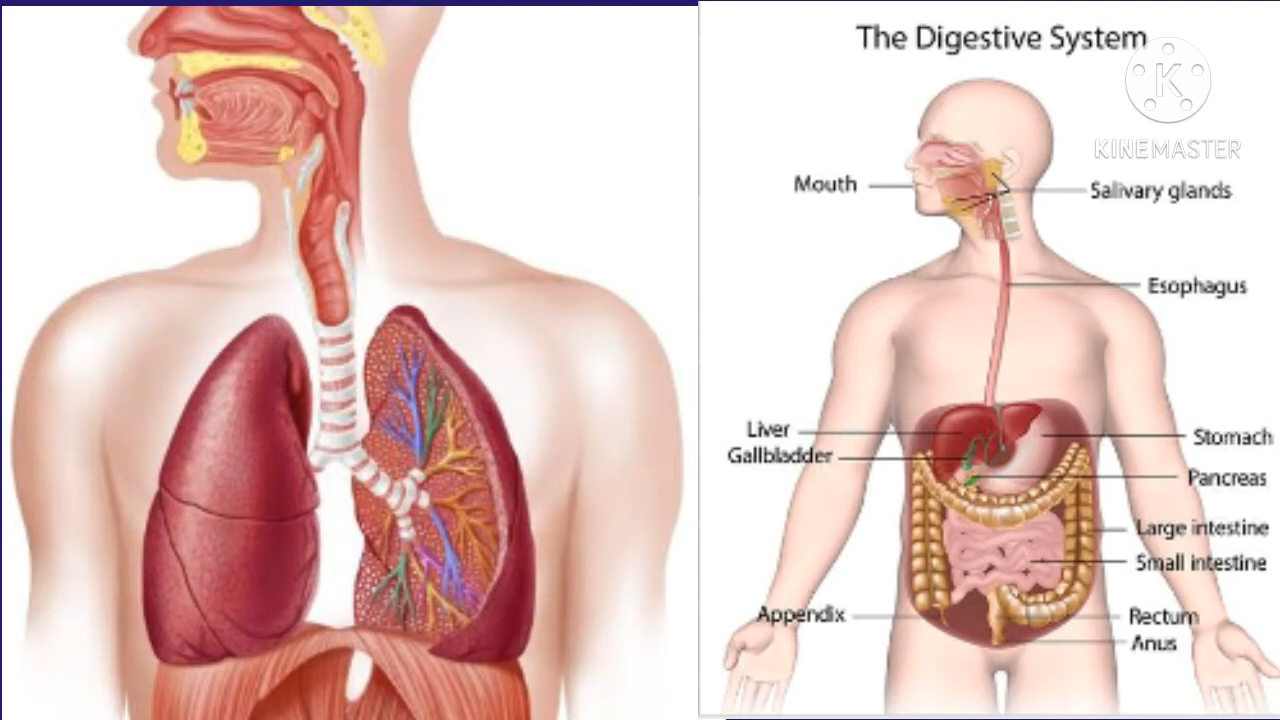 The Digestive System
K
KINEMASTER
Mouth
Salivary glands
Esophagus
Liver
Stomach
Gallbladder
Pancreas
Large intestine
Small intestine
Appendix
Rectum
Anus